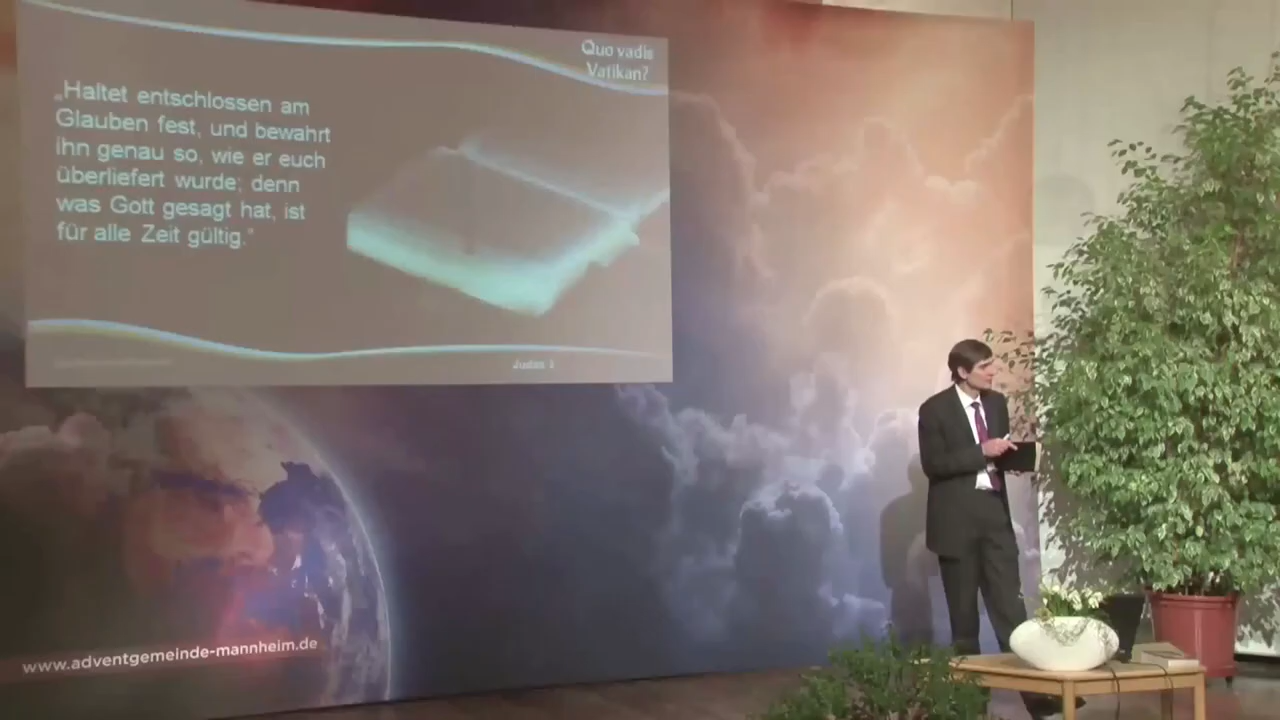 Quo vadis
Vatikan?
„Haltet entschlossen am
Glauben fest, und bewahrt
ihn genau so, wie er euch
überliefert wurde; denn
was Gott gesagt hat, ist
für alle Zeit gültig.“
Judas 3
www.adventgemeinde-mannheim.de